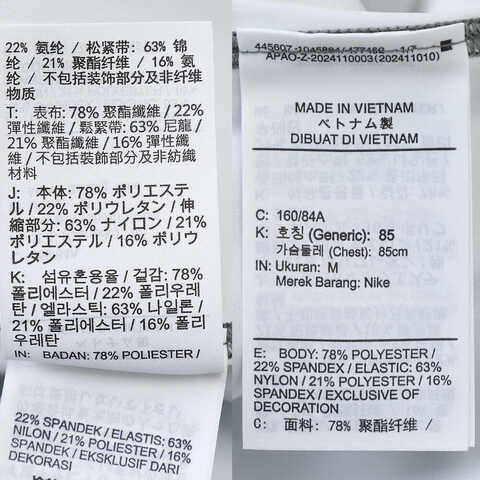 22% 氨纶 / 松紧带: 63% 锦
纶 / 21% 聚酯纤维 / 16% 氨
纶 / 不包括装饰部分及非纤维
物质
T: 表布: 78% 聚酯纖維 / 22%
彈性纖維 / 鬆緊帶: 63% 尼龍 /
21% 聚酯纖維 / 16% 彈性纖
維 / 不包括裝飾部分及非紡織
材料
J: 本体: 78% ポリエステ
ル / 22% ポリウレタン / 伸
縮部分: 63% ナイロン / 21%
ポリエステル / 16% ポリウ
レタン
K: 섬유혼용율 / 겉감: 78%
폴리에스터 / 22% 폴리우레
탄 / 엘라스틱: 63% 나일론 /
21% 폴리에스터 / 16% 폴리
우레탄
IN: BADAN: 78% POLIESTER /
22% SPANDEK / ELASTIS: 63%
NILON / 21% POLIESTER / 16%
SPANDEK / EKSKLUSIF DARI
DEKORASI
APAO-Z-2024110003 (20241101O)
MADE IN VIETNAM
ベトナム製
DIBUAT DI VIETNAM
C: 160/84A
K: 호칭 (Generic): 85
가슴둘레 (Chest): 85cm
IN: Ukuran: M
Merek Barang: Nike
E: BODY: 78% POLYESTER /
22% SPANDEX / ELASTIC: 63%
NYLON / 21% POLYESTER / 16%
SPANDEX / EXCLUSIVE OF
DECORATION
C: 面料: 78% 聚酯纤维 /